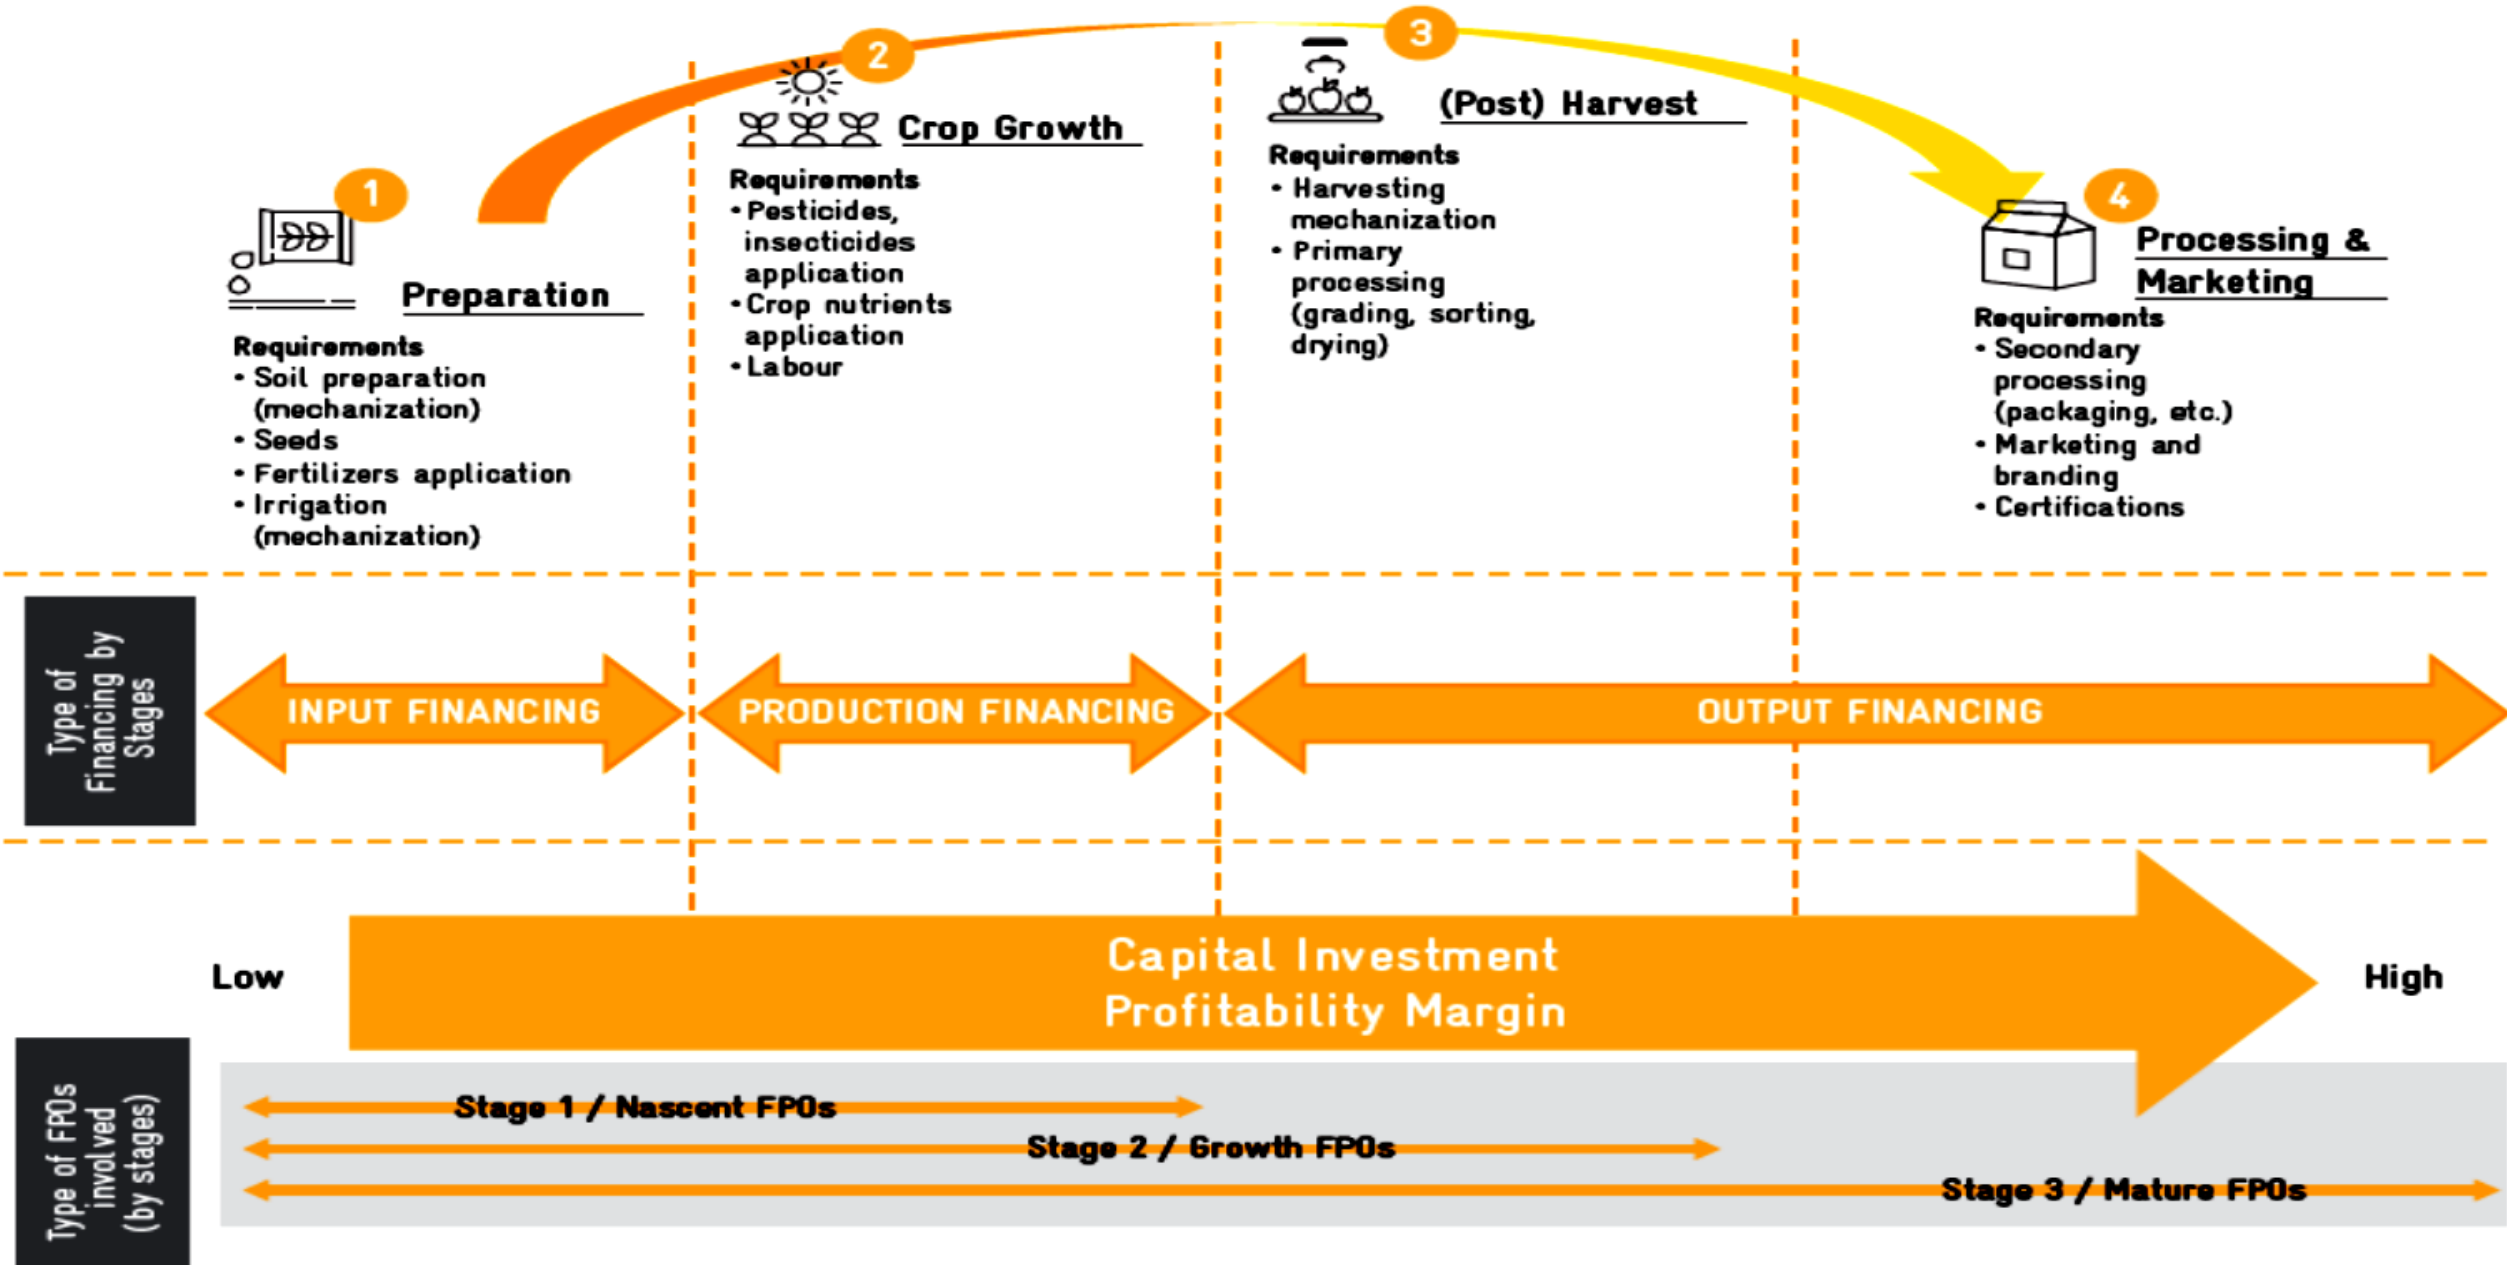 1
Preparation
Requirements
• Soil preparation
(mechanization)
• Seeds
• Fertilizers application
• Irrigation
(mechanization)
2
Crop Growth
Requirements
• Pesticides,
insecticides
application
• Crop nutrients
application
• Labour
3
(Post) Harvest
Requirements
• Harvesting
mechanization
• Primary
processing
(grading, sorting,
drying)
4
Processing &
Marketing
Requirements
• Secondary
processing
(packaging, etc.)
• Marketing and
branding
• Certifications
Type of
Financing by
Stages
INPUT FINANCING
PRODUCTION FINANCING
OUTPUT FINANCING
Low
Capital Investment
Profitability Margin
High
Type of FPOs
involved
(by stages)
Stage 1 / Nascent FPOs
Stage 2 / Growth FPOs
Stage 3 / Mature FPOs